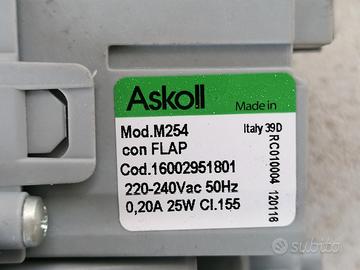 Askoll
Made in
Italy 39D
Mod.M254
con FLAP
Cod.16002951801
220-240Vac 50Hz
0,20A 25W Cl.155
RC010004 120116
subito